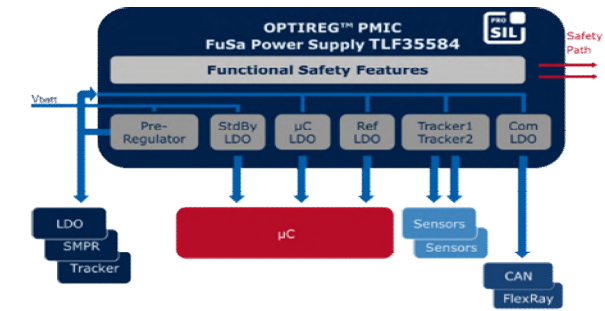 OPTIREG™ PMIC
FuSa Power Supply TLF35584
PRO
SIL
Safety
Path
Functional Safety Features
Vbatt
Pre-
Regulator
StdBy
LDO
µC
LDO
Ref
LDO
Tracker1
Tracker2
Com
LDO
LDO
SMPR
Tracker
µC
Sensors
Sensors
CAN
FlexRay